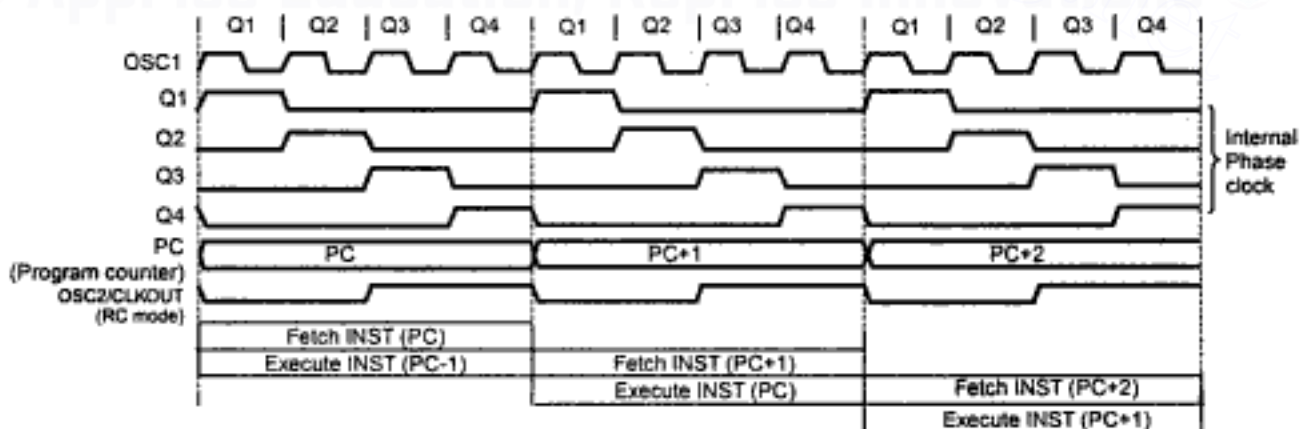 Q1 | Q2 | Q3 | Q4 Q1 | Q2 | Q3 | Q4 Q1 | Q2 | Q3 | Q4
OSC1
Q1
Q2
Q3
Q4
Internal
Phase
clock
PC
(Program counter)
PC PC+1 PC+2
OSC2/CLKOUT
(RC mode)
Fetch INST (PC)
Execute INST (PC-1) Fetch INST (PC+1)
Execute INST (PC) Fetch INST (PC+2)
Execute INST (PC+1)